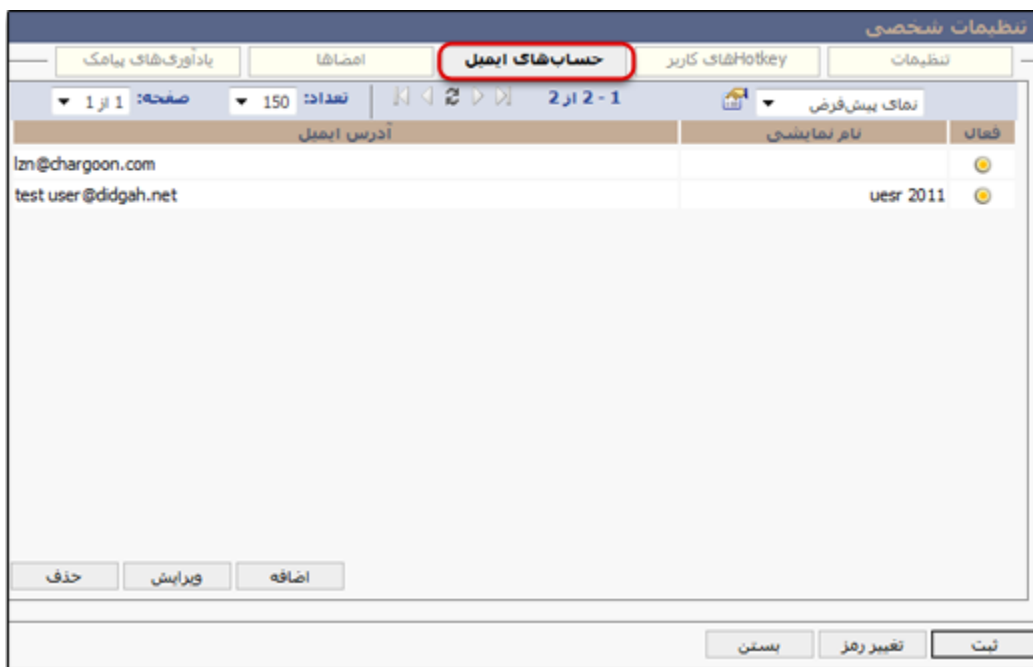 تنظیمات شخصی
تنظیمات Hotkeyهای کاربر حساب‌های ایمیل امضاها یادآوری‌های پیامک
نمای پیش‌فرض 1 - 2 از 2 تعداد: 150 صفحه: 1 از 1
فعال نام نمایشی آدرس ایمیل
lzn@chargoon.com
uesr 2011 test user@didgah.net
اضافه ویرایش حذف
ثبت تغییر رمز بستن